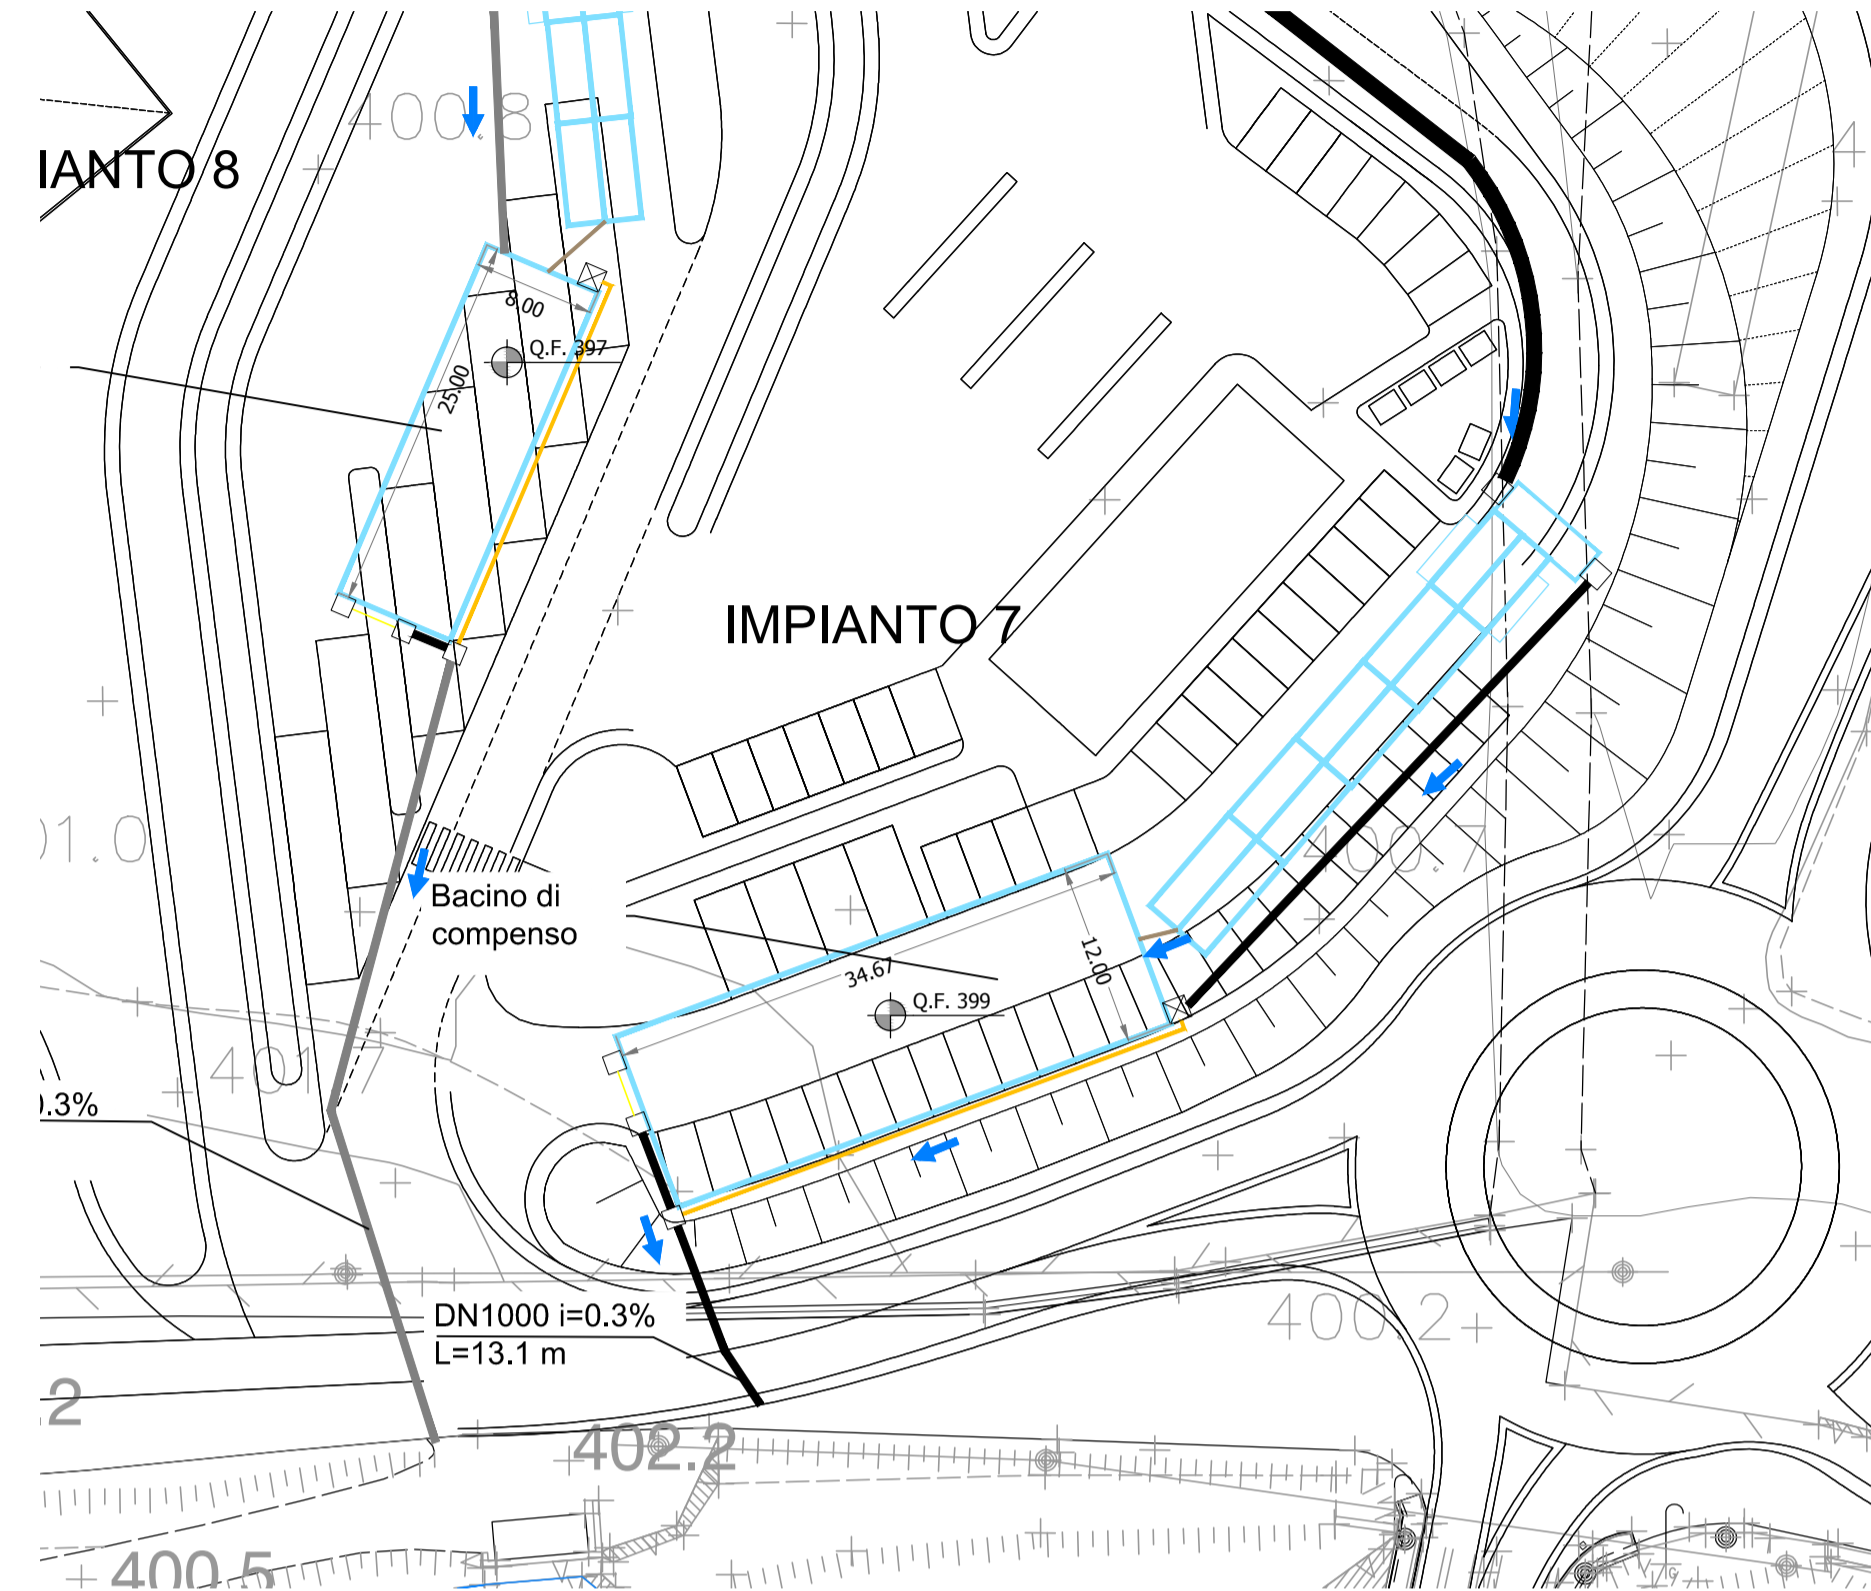 400.8
IANTO 8
8.00
Q.F. 397
25.00
IMPIANTO 7
01.0
400.7
Bacino di
compenso
34.67
12.00
Q.F. 399
401
).3%
DN1000 i=0.3%
L=13.1 m
400.2
.2
402.2
400.5